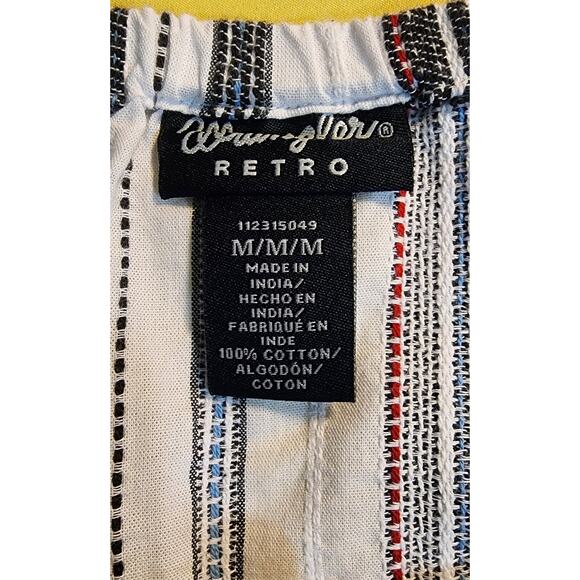 Wrangler®
RETRO
112315049
M/M/M
MADE IN
INDIA/
HECHO EN
INDIA/
FABRIQUÉ EN
INDE
100% COTTON/
ALGODÓN/
COTON